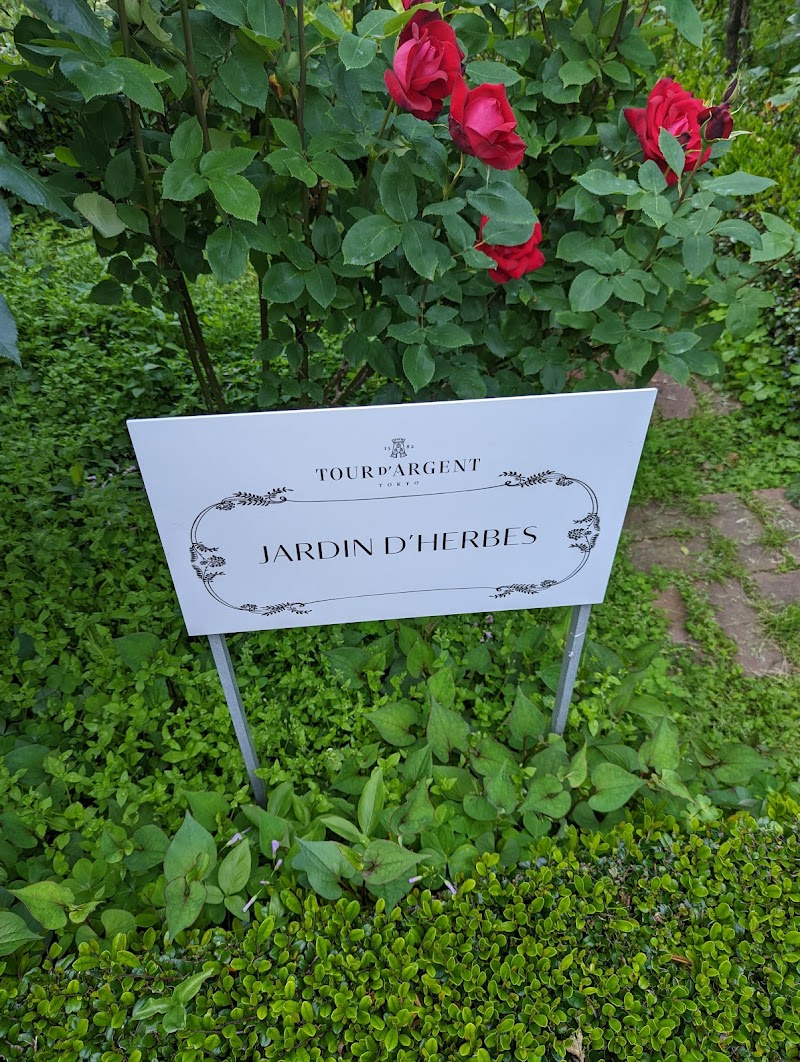 15 82
TOUR D'ARGENT
TOKYO
JARDIN D'HERBES